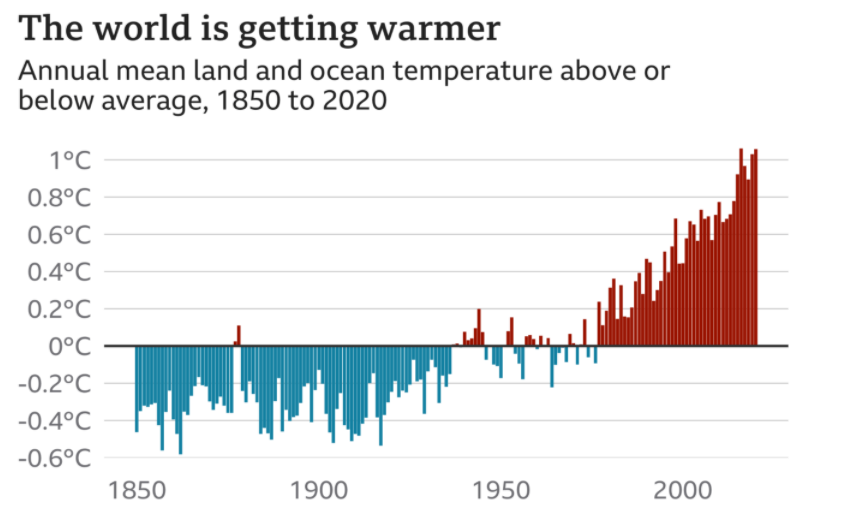 The world is getting warmer
Annual mean land and ocean temperature above or
below average, 1850 to 2020
1°C
0.8°C
0.6°C
0.4°C
0.2°C
0°C
-0.2°C
-0.4°C
-0.6°C
1850 1900 1950 2000